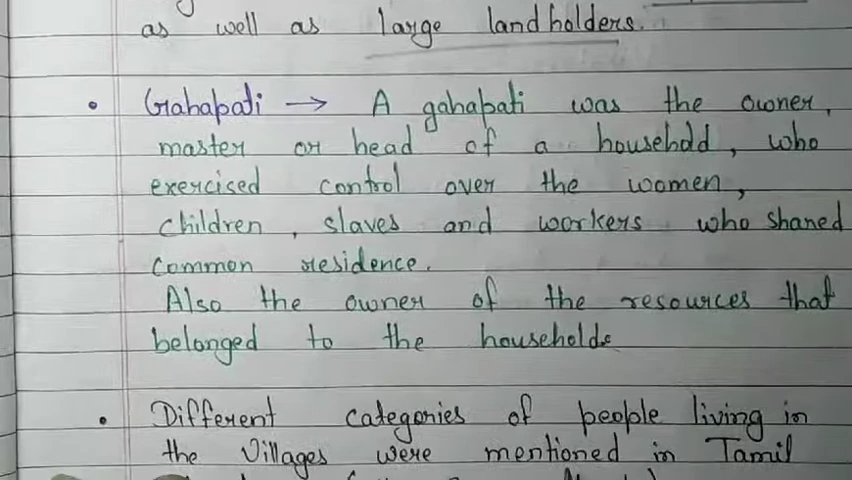 as well as large landholders.
• Gahapati → A gahapati was the owner,
master or head of a household, who
exercised control over the women,
children, slaves and workers who shared
common residence.
Also the owner of the resources that
belonged to the household.
• Different categories of people living in
the Villages were mentioned in Tamil